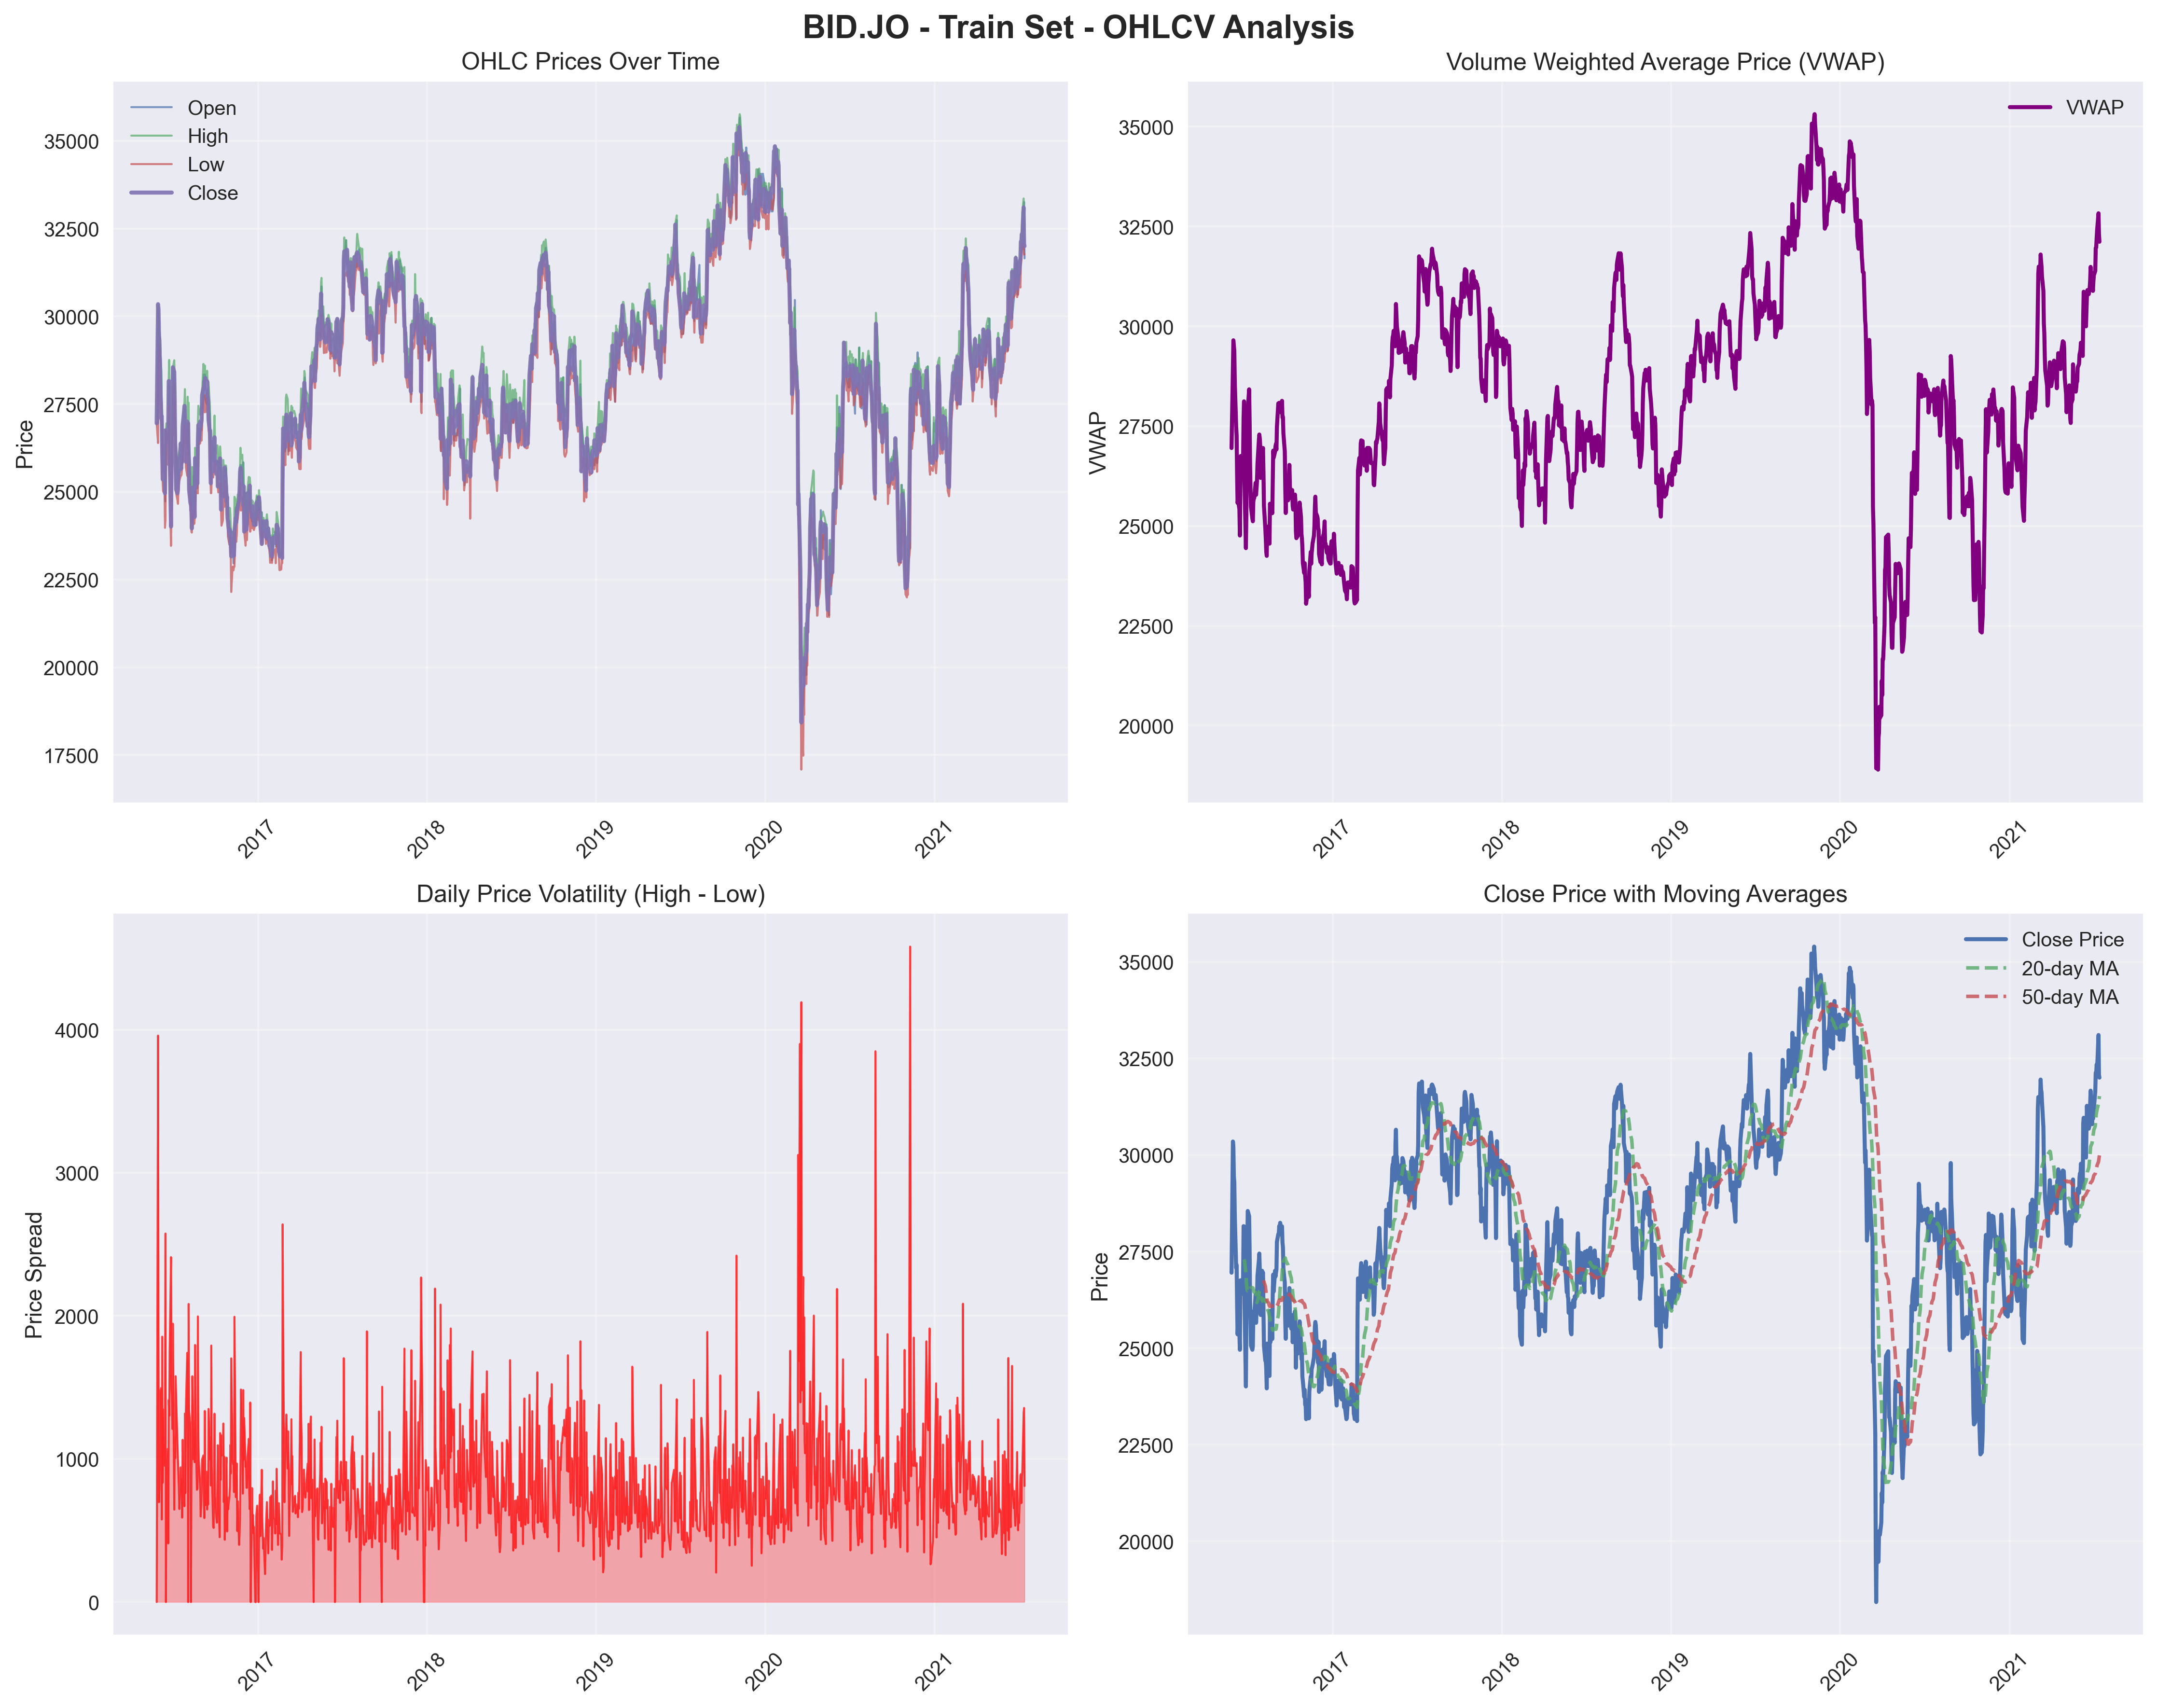 BID.JO - Train Set - OHLCV Analysis
OHLC Prices Over Time
Open
High
Low
Close
Price
35000
32500
30000
27500
25000
22500
20000
17500
2017
2018
2019
2020
2021
Volume Weighted Average Price (VWAP)
VWAP
VWAP
35000
32500
30000
27500
25000
22500
20000
2017
2018
2019
2020
2021
Daily Price Volatility (High - Low)
Price Spread
4000
3000
2000
1000
0
2017
2018
2019
2020
2021
Close Price with Moving Averages
Close Price
20-day MA
50-day MA
Price
35000
32500
30000
27500
25000
22500
20000
2017
2018
2019
2020
2021